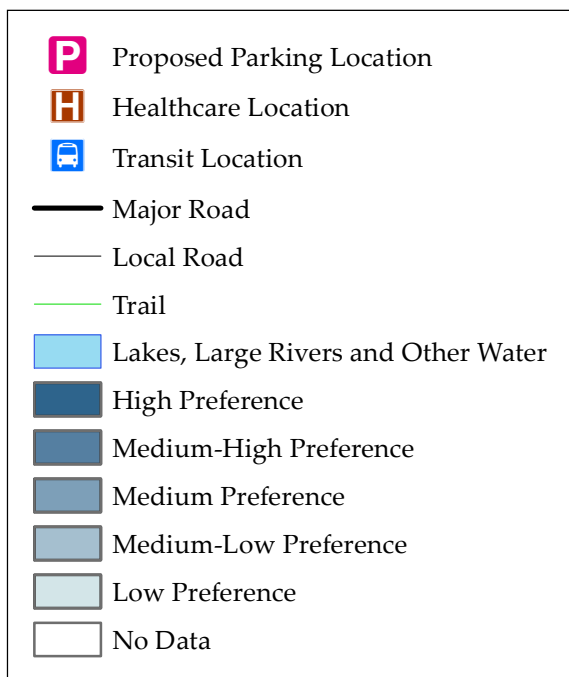 P Proposed Parking Location
H Healthcare Location
Transit Location
Major Road
Local Road
Trail
Lakes, Large Rivers and Other Water
High Preference
Medium-High Preference
Medium Preference
Medium-Low Preference
Low Preference
No Data